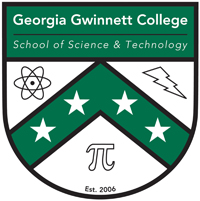 Georgia Gwinnett College
School of Science & Technology
π
Est. 2006